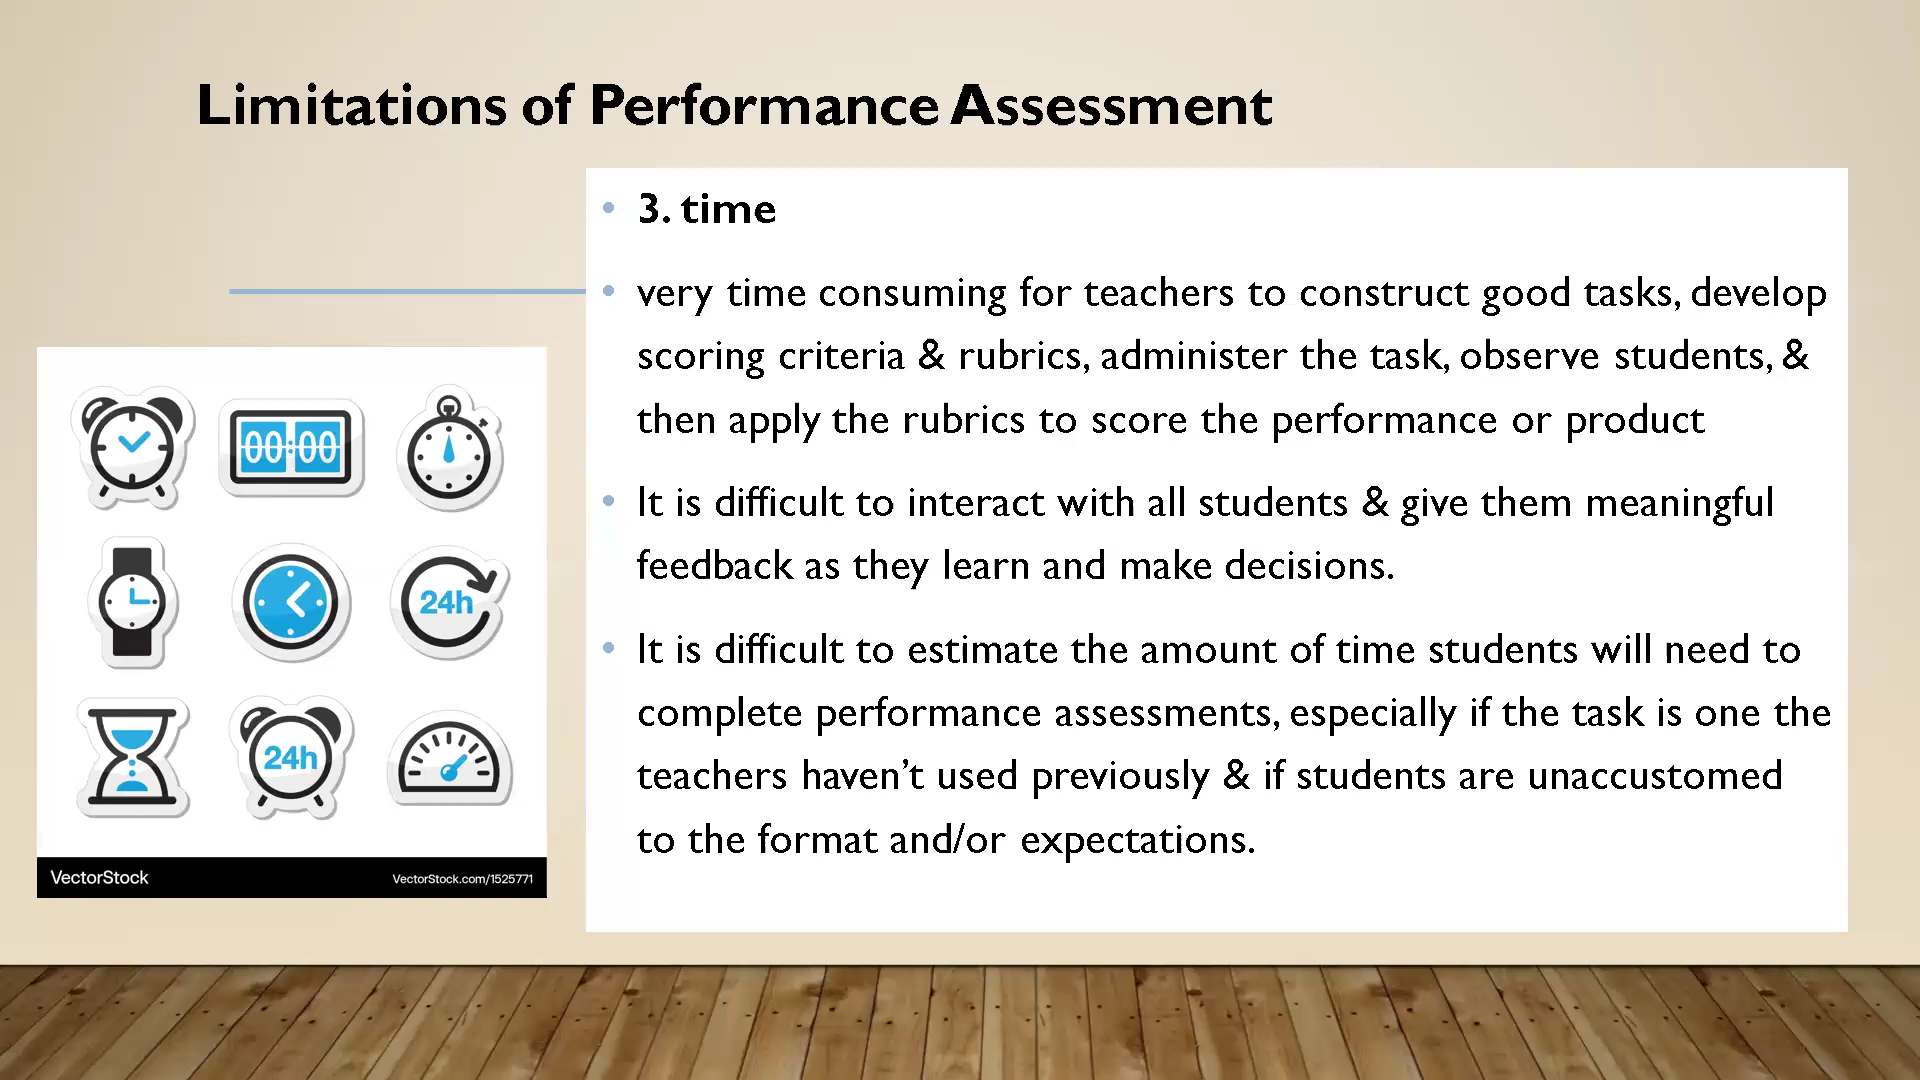 Limitations of Performance Assessment
• 3. time
• very time consuming for teachers to construct good tasks, develop
scoring criteria & rubrics, administer the task, observe students, &
then apply the rubrics to score the performance or product
• It is difficult to interact with all students & give them meaningful
feedback as they learn and make decisions.
• It is difficult to estimate the amount of time students will need to
complete performance assessments, especially if the task is one the
teachers haven’t used previously & if students are unaccustomed
to the format and/or expectations.
00:00
24h
24h
VectorStock
VectorStock.com/1525771